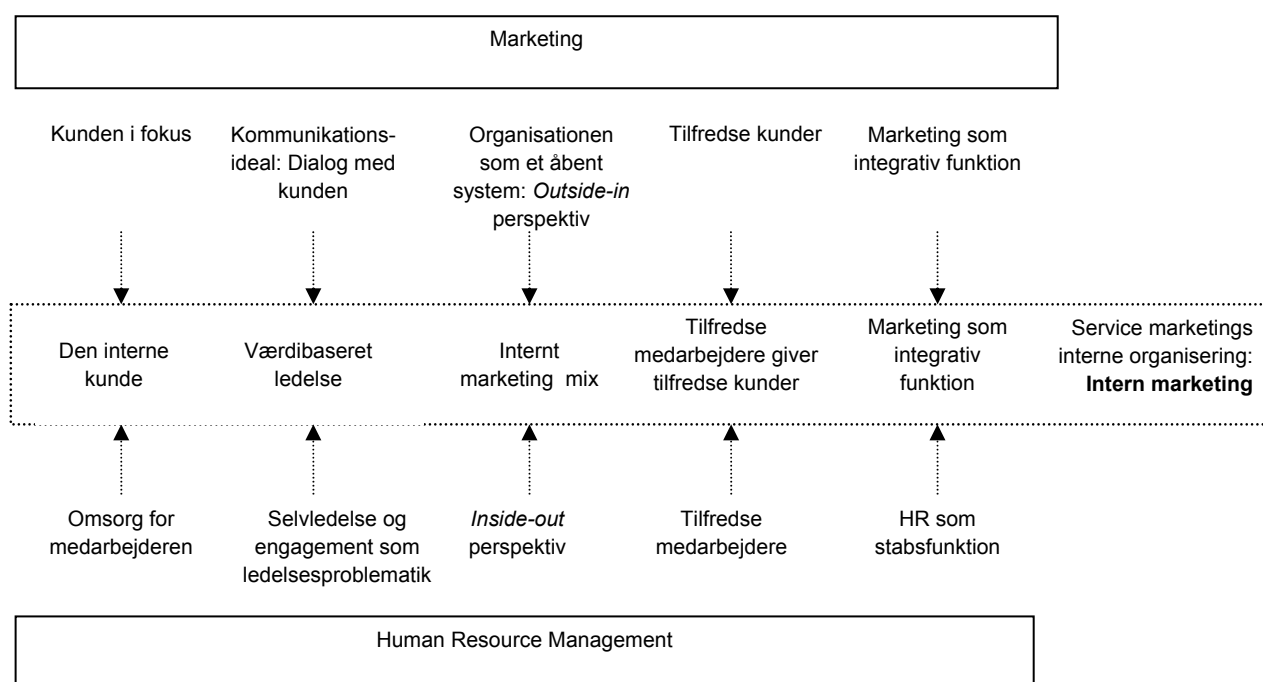 Marketing
Kunden i fokus
Kommunikations-
ideal: Dialog med
kunden
Organisationen
som et åbent
system: Outside-in
perspektiv
Tilfredse kunder
Marketing som
integrativ funktion
Den interne
kunde
Værdibaseret
ledelse
Internt
marketing mix
Tilfredse
medarbejdere giver
tilfredse kunder
Marketing som
integrativ
funktion
Service marketings
interne organisering:
Intern marketing
Omsorg for
medarbejderen
Selvledelse og
engagement som
ledelsesproblematik
Inside-out
perspektiv
Tilfredse
medarbejdere
HR som
stabsfunktion
Human Resource Management